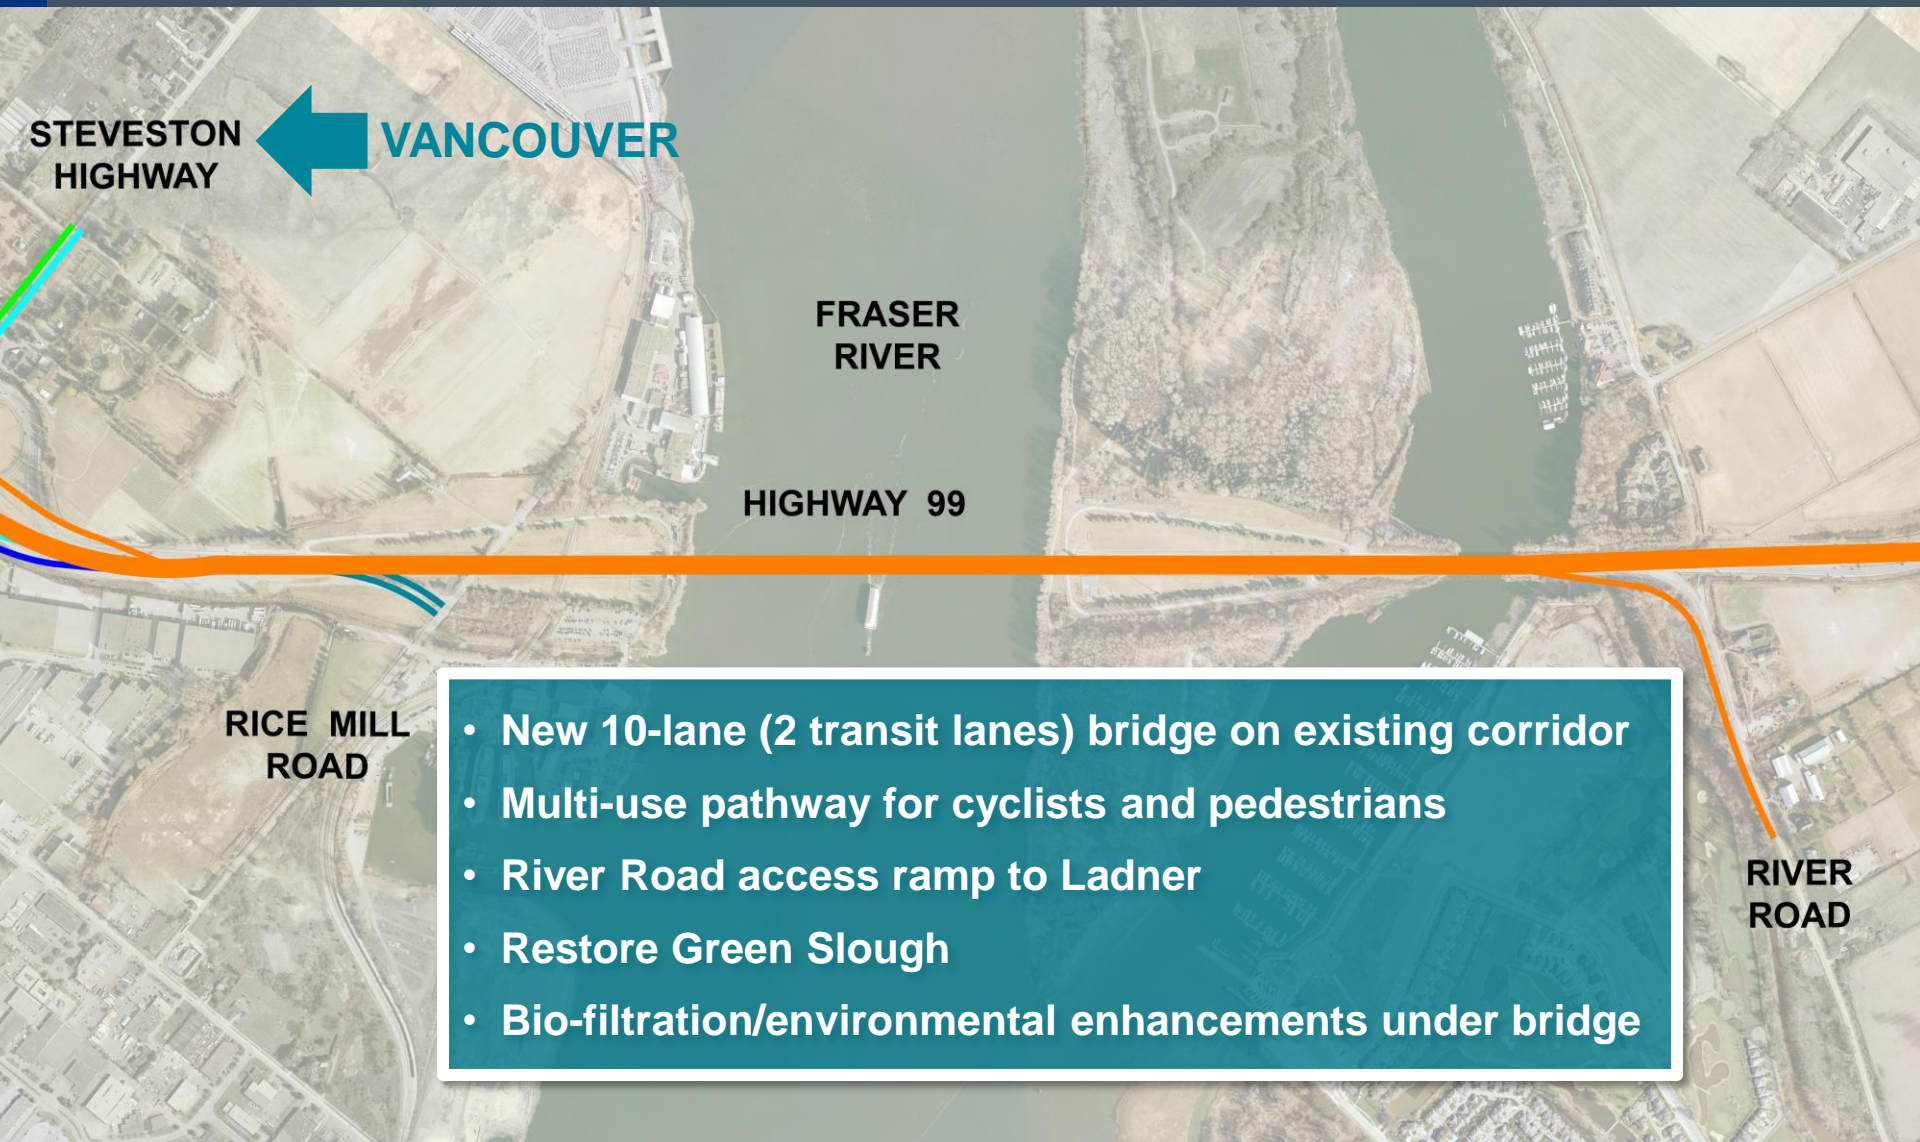 STEVESTON
HIGHWAY
VANCOUVER
FRASER
RIVER
HIGHWAY 99
RICE MILL
ROAD
• New 10-lane (2 transit lanes) bridge on existing corridor
• Multi-use pathway for cyclists and pedestrians
• River Road access ramp to Ladner
• Restore Green Slough
• Bio-filtration/environmental enhancements under bridge
RIVER
ROAD